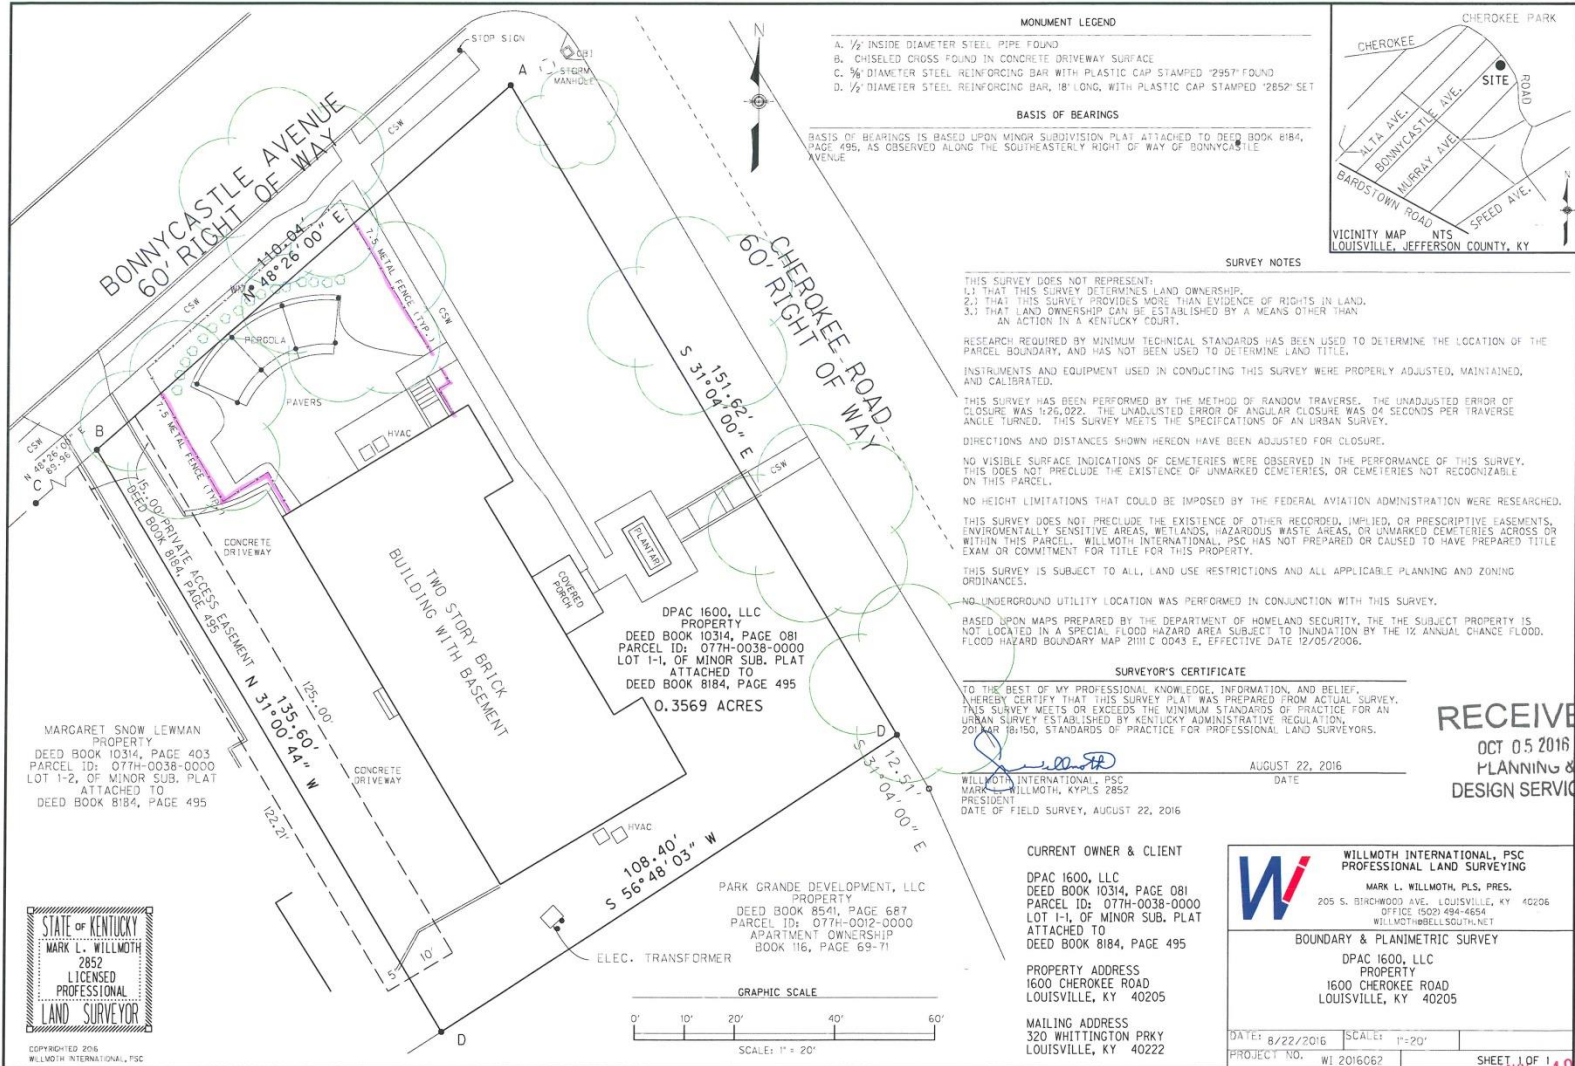 STOP SIGN
CBI
STORM
MANHOLE
A
N
BONNYCASTLE AVENUE
60' RIGHT OF WAY
CSW
110.04'
N 48°26'00" E
7.5 METAL FENCE (TYP.)
CSW
CSW
PERGOLA
PAVERS
7.5' METAL FENCE (TYP.
HVAC
CSW
B
N 48°26'00" E
89.96'
C
CHEROKEE ROAD
60' RIGHT OF WAY
151.62'
S 31°04'00" E
CSW
PLANTAR
COVERED
PORCH
15.00' PRIVATE ACCESS EASEMENT
DEED BOOK 8184, PAGE 495
CONCRETE
DRIVEWAY
TWO STORY BRICK
BUILDING WITH BASEMENT
DPAC 1600, LLC
PROPERTY
DEED BOOK 10314, PAGE 081
PARCEL ID: 077H-0038-0000
LOT 1-1, OF MINOR SUB. PLAT
ATTACHED TO
DEED BOOK 8184, PAGE 495
0.3569 ACRES
125.00'
135.60'
N 31°00'44" W
122.21'
CONCRETE
DRIVEWAY
MARGARET SNOW LEWMAN
PROPERTY
DEED BOOK 10314, PAGE 403
PARCEL ID: 077H-0038-0000
LOT 1-2, OF MINOR SUB. PLAT
ATTACHED TO
DEED BOOK 8184, PAGE 495
D
12.51'
S 31°04'00" E
HVAC
108.40'
S 56°48'03" W
PARK GRANDE DEVELOPMENT, LLC
PROPERTY
DEED BOOK 8541, PAGE 687
PARCEL ID: 077H-0012-0000
APARTMENT OWNERSHIP
BOOK 116, PAGE 69-71
ELEC. TRANSFORMER
5'
10'
D
STATE OF KENTUCKY
MARK L. WILLMOTH
2852
LICENSED
PROFESSIONAL
LAND SURVEYOR
COPYRIGHTED 2016
WILLMOTH INTERNATIONAL, PSC
GRAPHIC SCALE
0' 10' 20' 40' 60'
SCALE: 1" = 20'
MONUMENT LEGEND
A. 1/2" INSIDE DIAMETER STEEL PIPE FOUND
B. CHISELED CROSS FOUND IN CONCRETE DRIVEWAY SURFACE
C. 5/8" DIAMETER STEEL REINFORCING BAR WITH PLASTIC CAP STAMPED "2957" FOUND
D. 1/2" DIAMETER STEEL REINFORCING BAR, 18" LONG, WITH PLASTIC CAP STAMPED "2852" SET
BASIS OF BEARINGS
BASIS OF BEARINGS IS BASED UPON MINOR SUBDIVISION PLAT ATTACHED TO DEED BOOK 8184,
PAGE 495, AS OBSERVED ALONG THE SOUTHEASTERLY RIGHT OF WAY OF BONNYCASTLE
AVENUE
CHEROKEE PARK
CHEROKEE
ROAD
SITE
ALTA AVE.
BONNYCASTLE AVE.
MURRAY AVE.
BARDSTOWN ROAD
SPEED AVE.
N
VICINITY MAP NTS
LOUISVILLE, JEFFERSON COUNTY, KY
SURVEY NOTES
THIS SURVEY DOES NOT REPRESENT:
1.) THAT THIS SURVEY DETERMINES LAND OWNERSHIP.
2.) THAT THIS SURVEY PROVIDES MORE THAN EVIDENCE OF RIGHTS IN LAND.
3.) THAT LAND OWNERSHIP CAN BE ESTABLISHED BY A MEANS OTHER THAN
AN ACTION IN A KENTUCKY COURT.
RESEARCH REQUIRED BY MINIMUM TECHNICAL STANDARDS HAS BEEN USED TO DETERMINE THE LOCATION OF THE
PARCEL BOUNDARY, AND HAS NOT BEEN USED TO DETERMINE LAND TITLE.
INSTRUMENTS AND EQUIPMENT USED IN CONDUCTING THIS SURVEY WERE PROPERLY ADJUSTED, MAINTAINED,
AND CALIBRATED.
THIS SURVEY HAS BEEN PERFORMED BY THE METHOD OF RANDOM TRAVERSE. THE UNADJUSTED ERROR OF
CLOSURE WAS 1:26,022. THE UNADJUSTED ERROR OF ANGULAR CLOSURE WAS 04 SECONDS PER TRAVERSE
ANGLE TURNED. THIS SURVEY MEETS THE SPECIFCATIONS OF AN URBAN SURVEY.
DIRECTIONS AND DISTANCES SHOWN HEREON HAVE BEEN ADJUSTED FOR CLOSURE.
NO VISIBLE SURFACE INDICATIONS OF CEMETERIES WERE OBSERVED IN THE PERFORMANCE OF THIS SURVEY.
THIS DOES NOT PRECLUDE THE EXISTENCE OF UNMARKED CEMETERIES, OR CEMETERIES NOT RECOGNIZABLE
ON THIS PARCEL.
NO HEIGHT LIMITATIONS THAT COULD BE IMPOSED BY THE FEDERAL AVIATION ADMINISTRATION WERE RESEARCHED.
THIS SURVEY DOES NOT PRECLUDE THE EXISTENCE OF OTHER RECORDED, IMPLIED, OR PRESCRIPTIVE EASEMENTS,
ENVIROMENTALLY SENSITIVE AREAS, WETLANDS, HAZARDOUS WASTE AREAS, OR UNMARKED CEMETERIES ACROSS OR
WITHIN THIS PARCEL. WILLMOTH INTERNATIONAL, PSC HAS NOT PREPARED OR CAUSED TO HAVE PREPARED TITLE
EXAM OR COMMITMENT FOR TITLE FOR THIS PROPERTY.
THIS SURVEY IS SUBJECT TO ALL, LAND USE RESTRICTIONS AND ALL APPLICABLE PLANNING AND ZONING
ORDINANCES.
NO UNDERGROUND UTILITY LOCATION WAS PERFORMED IN CONJUNCTION WITH THIS SURVEY.
BASED UPON MAPS PREPARED BY THE DEPARTMENT OF HOMELAND SECURITY, THE THE SUBJECT PROPERTY IS
NOT LOCATED IN A SPECIAL FLOOD HAZARD AREA SUBJECT TO INUNDATION BY THE 1% ANNUAL CHANCE FLOOD.
FLOOD HAZARD BOUNDARY MAP 21111 C 0043 E, EFFECTIVE DATE 12/05/2006.
SURVEYOR'S CERTIFICATE
TO THE BEST OF MY PROFESSIONAL KNOWLEDGE, INFORMATION, AND BELIEF,
I HEREBY CERTIFY THAT THIS SURVEY PLAT WAS PREPARED FROM ACTUAL SURVEY.
THIS SURVEY MEETS OR EXCEEDS THE MINIMUM STANDARDS OF PRACTICE FOR AN
URBAN SURVEY ESTABLISHED BY KENTUCKY ADMINISTRATIVE REGULATION,
201 KAR 18:150, STANDARDS OF PRACTICE FOR PROFESSIONAL LAND SURVEYORS.
AUGUST 22, 2016
WILLMOTH INTERNATIONAL, PSC DATE
MARK L. WILLMOTH, KYPLS 2852
PRESIDENT
DATE OF FIELD SURVEY, AUGUST 22, 2016
RECEIVE
OCT 05 2016
PLANNING &
DESIGN SERVIC
CURRENT OWNER & CLIENT
DPAC 1600, LLC
DEED BOOK 10314, PAGE 081
PARCEL ID: 077H-0038-0000
LOT 1-1, OF MINOR SUB. PLAT
ATTACHED TO
DEED BOOK 8184, PAGE 495
PROPERTY ADDRESS
1600 CHEROKEE ROAD
LOUISVILLE, KY 40205
MAILING ADDRESS
320 WHITTINGTON PRKY
LOUISVILLE, KY 40222
Wi
WILLMOTH INTERNATIONAL, PSC
PROFESSIONAL LAND SURVEYING
MARK L. WILLMOTH, PLS, PRES.
205 S. BIRCHWOOD AVE. LOUISVILLE, KY 40206
OFFICE (502) 494-4654
WILLMOTH@BELLSOUTH.NET
BOUNDARY & PLANIMETRIC SURVEY
DPAC 1600, LLC
PROPERTY
1600 CHEROKEE ROAD
LOUISVILLE, KY 40205
DATE: 8/22/2016 SCALE: 1"=20'
PROJECT NO. WI 2016062 SHEET 1 OF 1